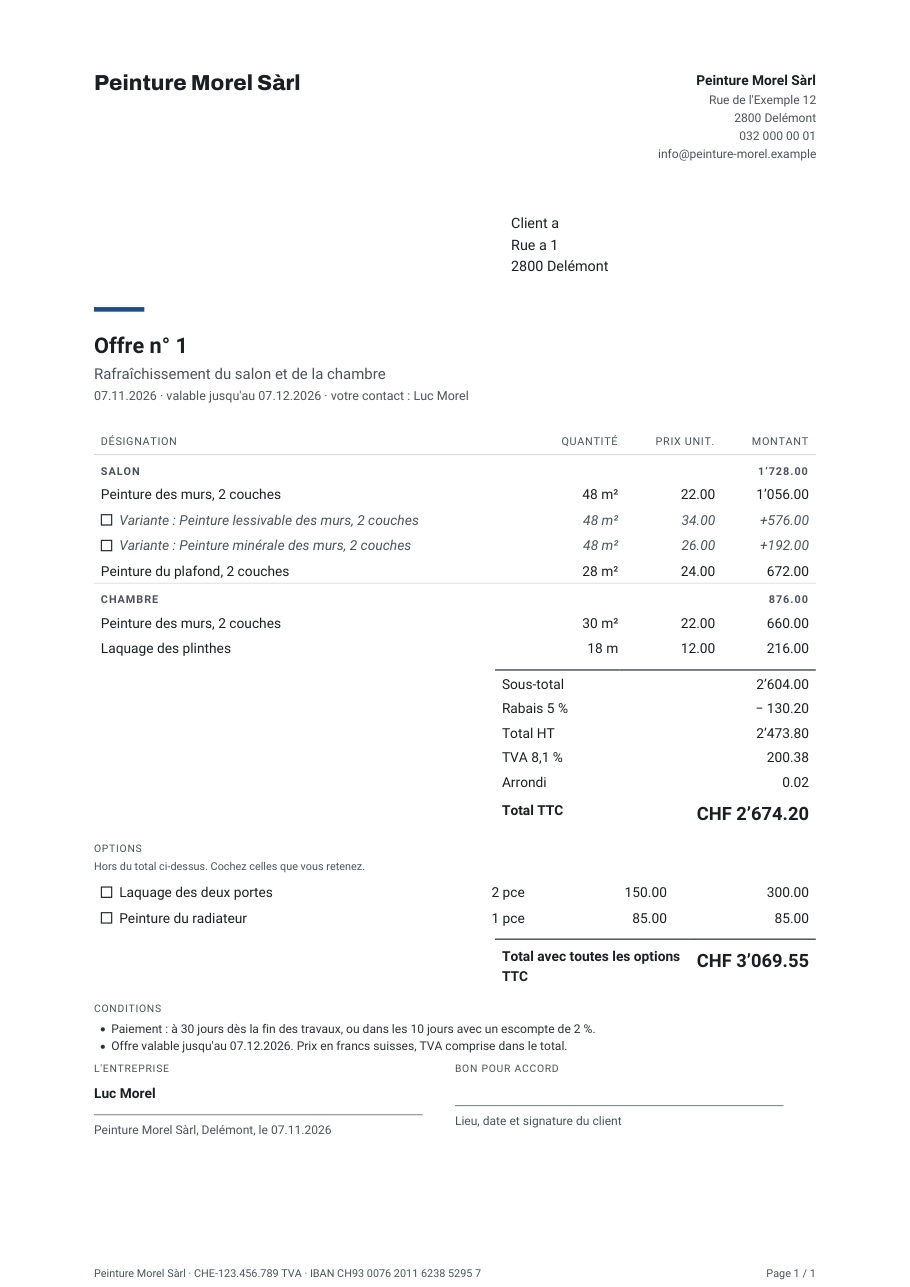 Peinture Morel Sàrl
Peinture Morel Sàrl
Rue de l'Exemple 12
2800 Delémont
032 000 00 01
info@peinture-morel.example
Client a
Rue a 1
2800 Delémont
Offre n° 1
Rafraîchissement du salon et de la chambre
07.11.2026 · valable jusqu'au 07.12.2026 · votre contact : Luc Morel
DÉSIGNATION QUANTITÉ PRIX UNIT. MONTANT
SALON 1’728.00
Peinture des murs, 2 couches 48 m² 22.00 1’056.00
☐ Variante : Peinture lessivable des murs, 2 couches 48 m² 34.00 +576.00
☐ Variante : Peinture minérale des murs, 2 couches 48 m² 26.00 +192.00
Peinture du plafond, 2 couches 28 m² 24.00 672.00
CHAMBRE 876.00
Peinture des murs, 2 couches 30 m² 22.00 660.00
Laquage des plinthes 18 m 12.00 216.00
Sous-total 2’604.00
Rabais 5 % − 130.20
Total HT 2’473.80
TVA 8,1 % 200.38
Arrondi 0.02
Total TTC CHF 2’674.20
OPTIONS
Hors du total ci-dessus. Cochez celles que vous retenez.
☐ Laquage des deux portes 2 pce 150.00 300.00
☐ Peinture du radiateur 1 pce 85.00 85.00
Total avec toutes les options CHF 3’069.55
TTC
CONDITIONS
• Paiement : à 30 jours dès la fin des travaux, ou dans les 10 jours avec un escompte de 2 %.
• Offre valable jusqu'au 07.12.2026. Prix en francs suisses, TVA comprise dans le total.
L'ENTREPRISE BON POUR ACCORD
Luc Morel
Peinture Morel Sàrl, Delémont, le 07.11.2026 Lieu, date et signature du client
Peinture Morel Sàrl · CHE-123.456.789 TVA · IBAN CH93 0076 2011 6238 5295 7 Page 1 / 1